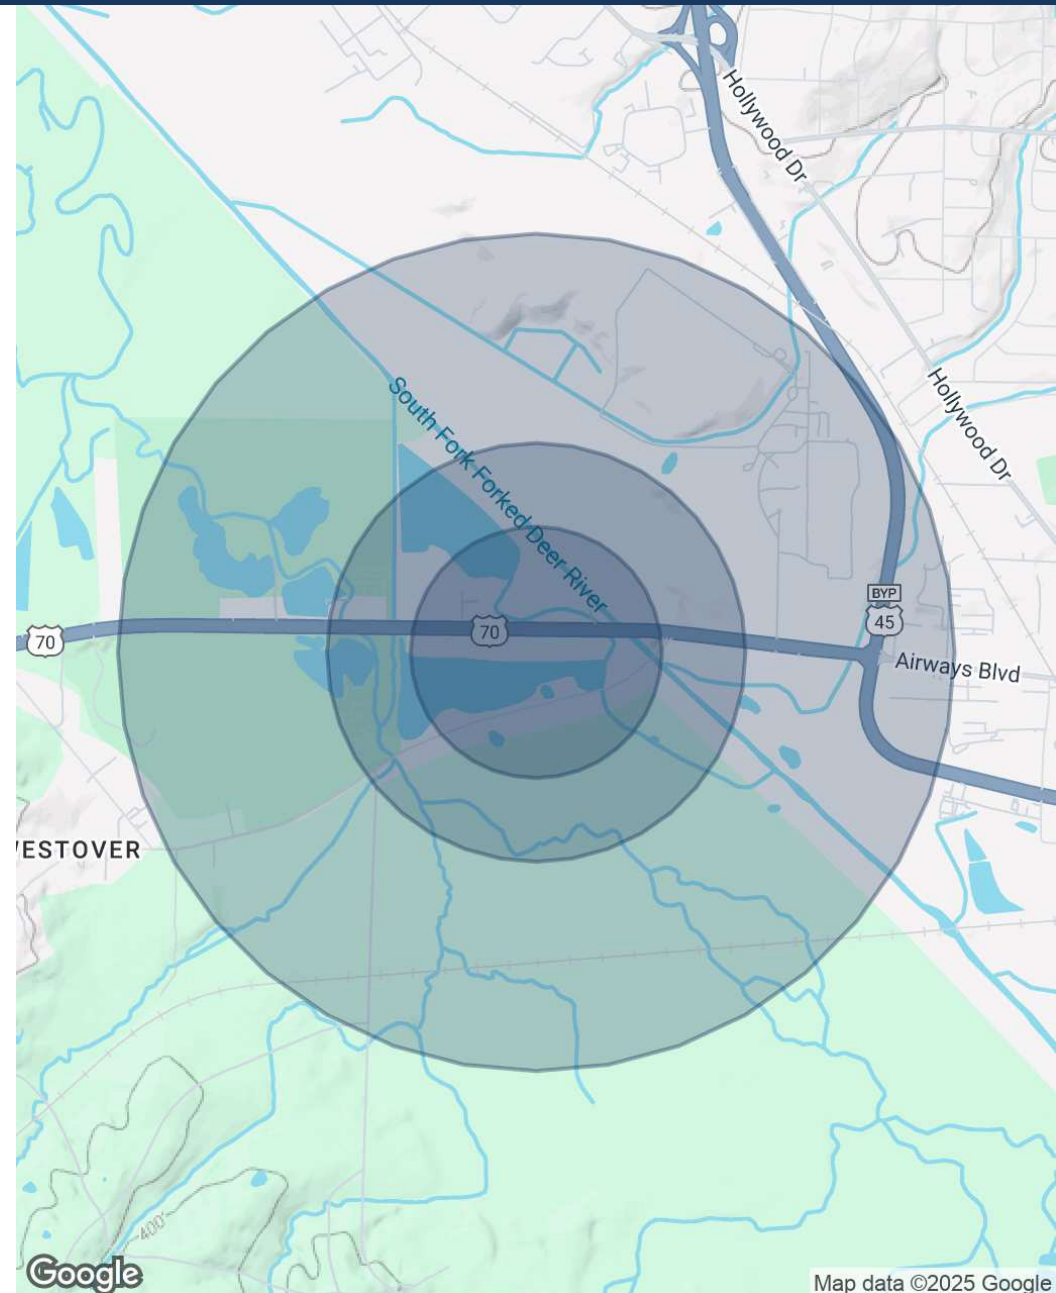 Hollywood Dr
Hollywood Dr
South Fork Forked Deer River
BYP
45
70
70
Airways Blvd
ESTOVER
400'
Google
Map data ©2025 Google